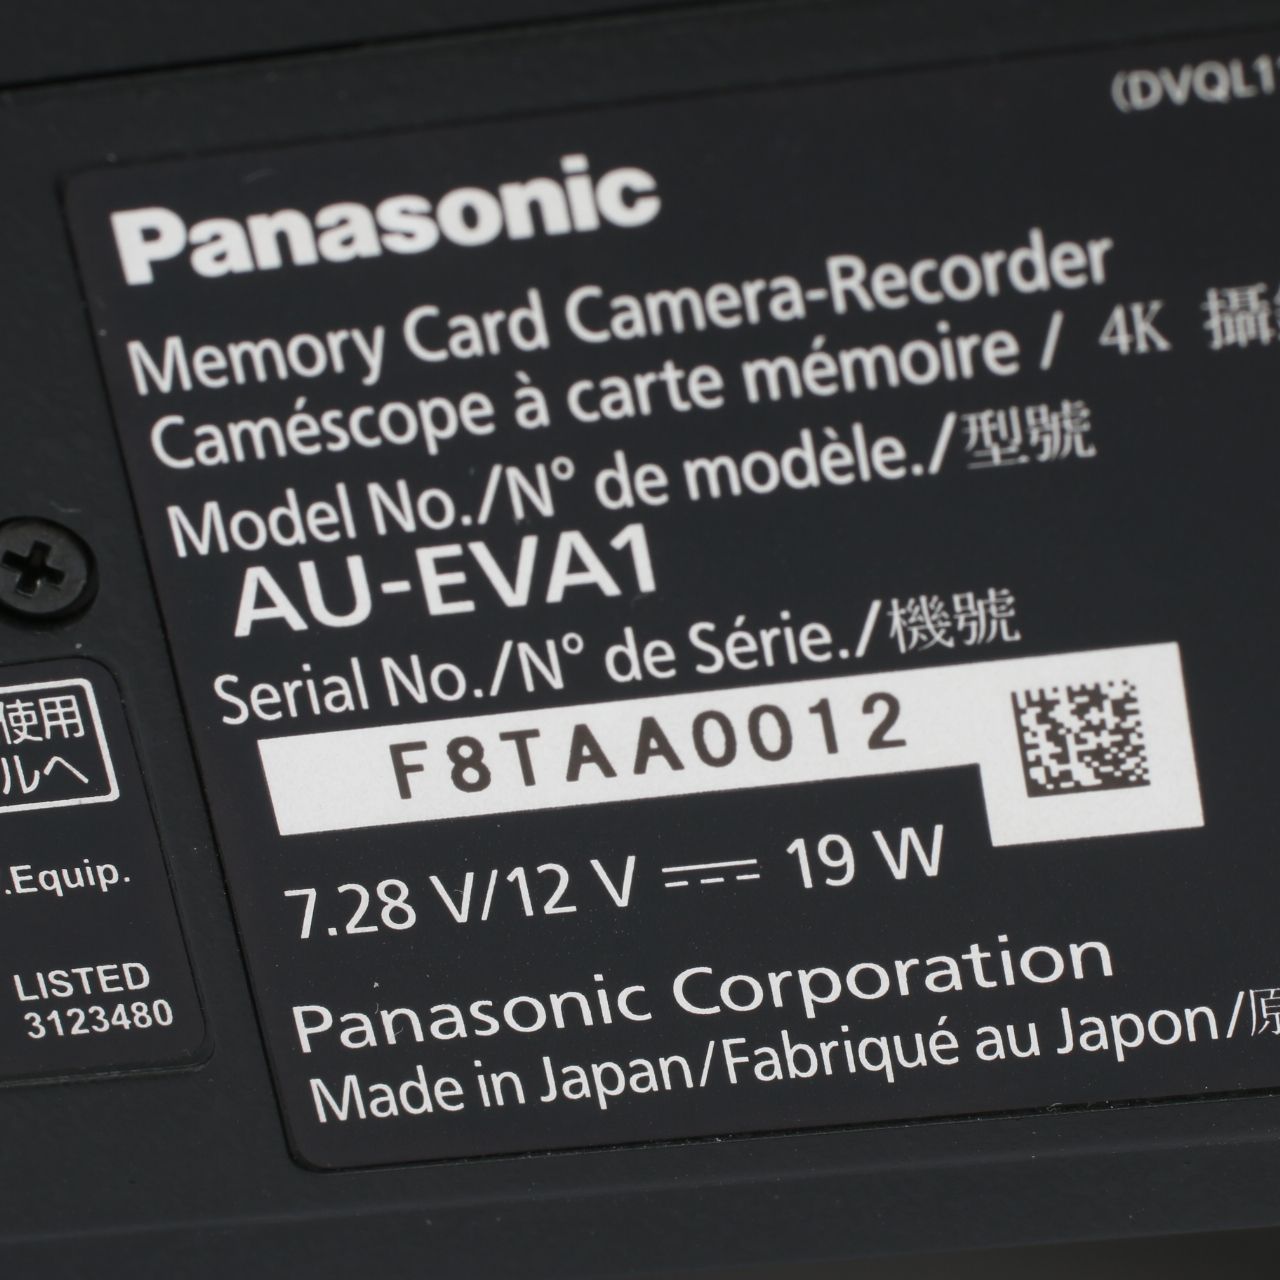 (DVQL1
Panasonic
Memory Card Camera-Recorder
Caméscope à carte mémoire / 4K 攝
Model No./N° de modèle./型號
AU-EVA1
Serial No./N° de Série./機號
F8TAA0012
7.28 V/12 V ⎓ 19 W
Panasonic Corporation
Made in Japan/Fabriqué au Japon/原
使用
ルへ
.Equip.
LISTED
3123480